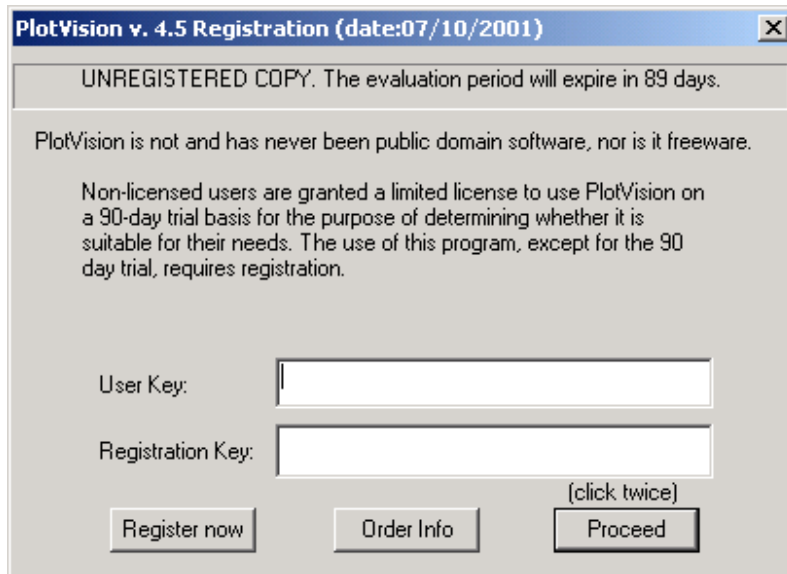 PlotVision v. 4.5 Registration (date:07/10/2001)
UNREGISTERED COPY. The evaluation period will expire in 89 days.
PlotVision is not and has never been public domain software, nor is it freeware.
Non-licensed users are granted a limited license to use PlotVision on
a 90-day trial basis for the purpose of determining whether it is
suitable for their needs. The use of this program, except for the 90
day trial, requires registration.
User Key:
Registration Key:
(click twice)
Register now Order Info Proceed